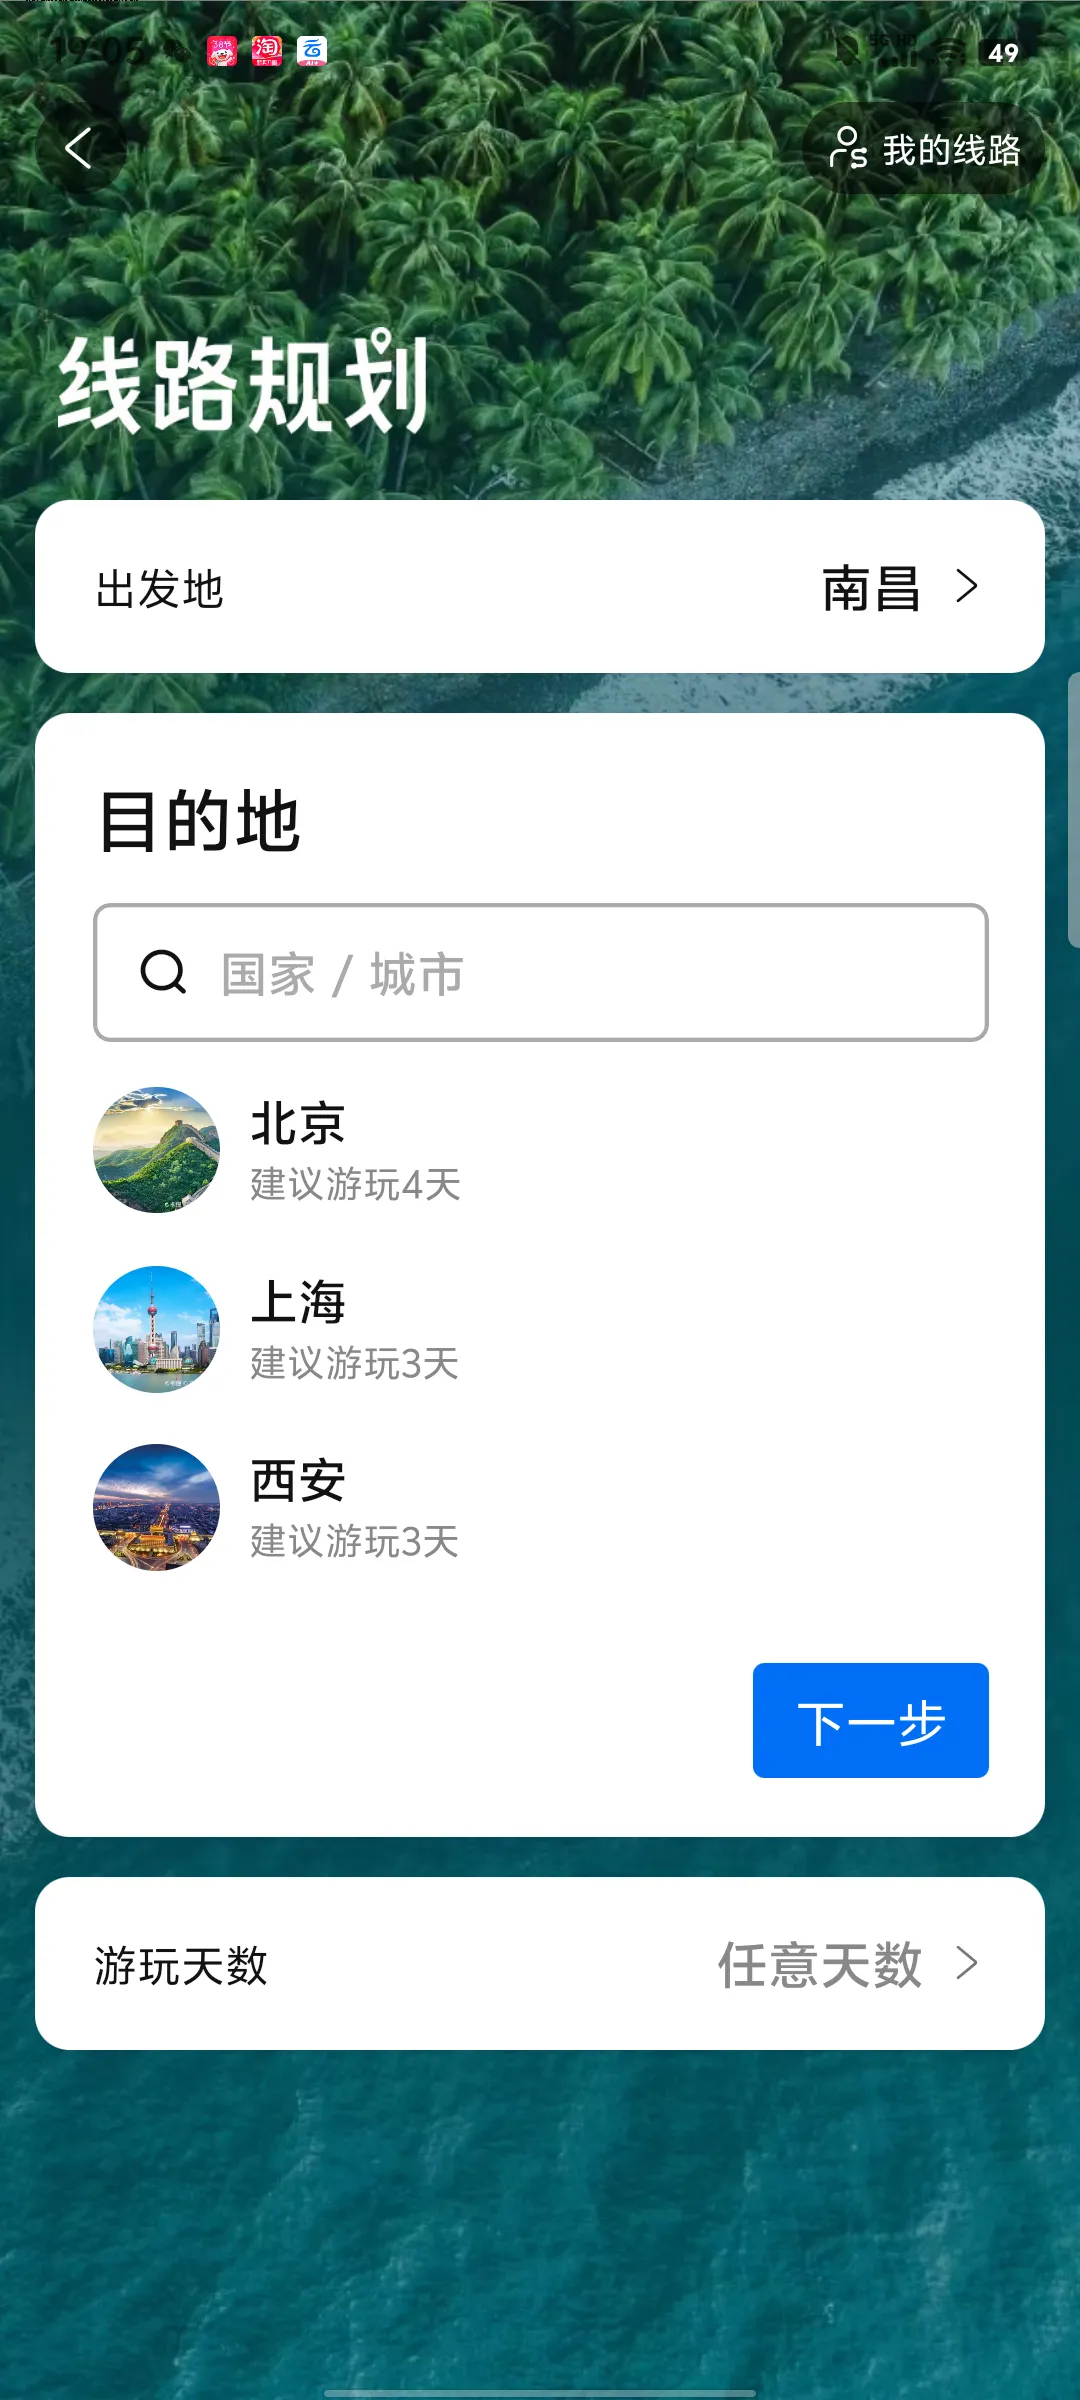 19:05
49
我的线路
线路规划
出发地
南昌
目的地
国家 / 城市
北京
建议游玩4天
上海
建议游玩3天
西安
建议游玩3天
下一步
游玩天数
任意天数